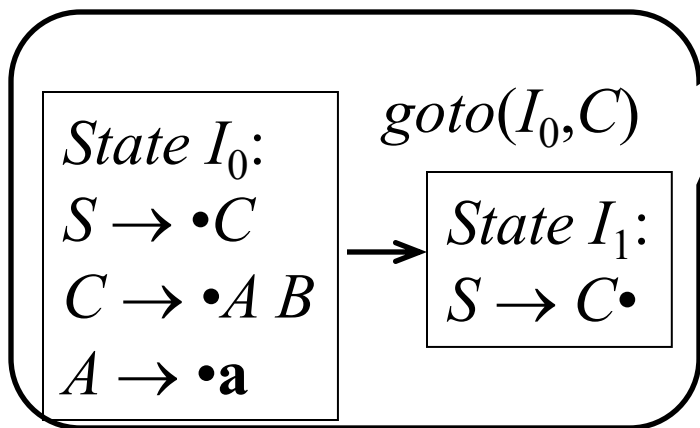 State I₀:
S → •C
C → •A B
A → •a
goto(I₀,C)
State I₁:
S → C•